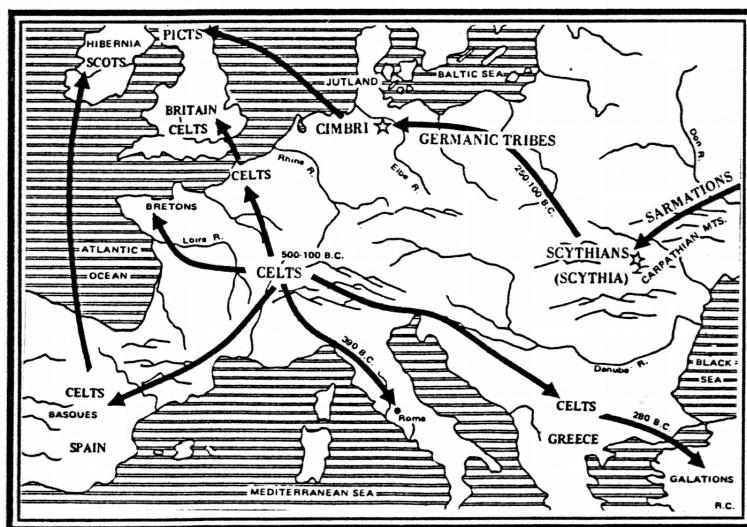 HIBERNIA
SCOTS
PICTS
JUTLAND
BALTIC SEA
BRITAIN
CELTS
CIMBRI
GERMANIC TRIBES
Don R.
Rhine R.
Elbe R.
CELTS
250-100 B.C.
SARMATIONS
BRETONS
Loire R.
ATLANTIC
OCEAN
500-100 B.C.
CELTS
SCYTHIANS
(SCYTHIA)
CARPATHIAN MTS.
390 B.C.
Danube R.
BLACK
SEA
CELTS
BASQUES
SPAIN
Rome
CELTS
GREECE
280 B.C.
GALATIONS
MEDITERRANEAN SEA
R.C.